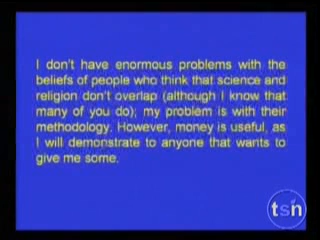 I don't have enormous problems with the
beliefs of people who think that science and
religion don't overlap (although I know that
many of you do); my problem is with their
methodology. However, money is useful, as
I will demonstrate to anyone that wants to
give me some.
tsn